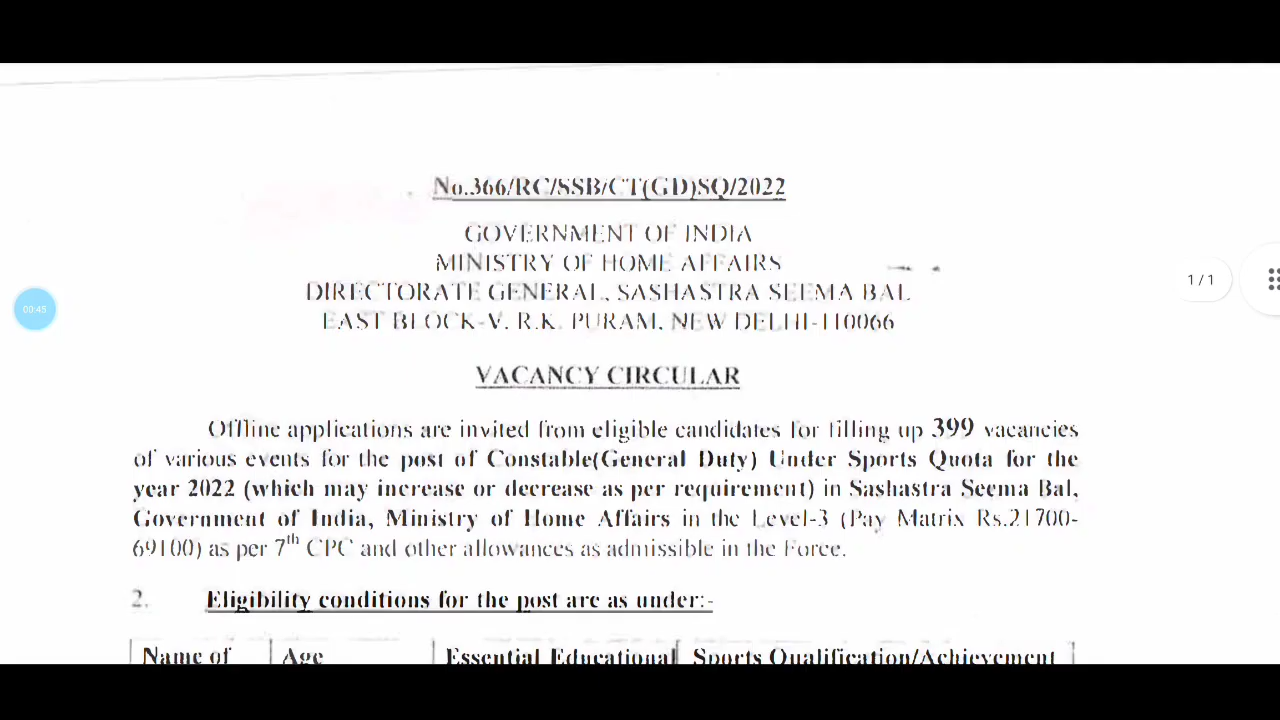 No.366/RC/SSB/CT(GD)SQ/2022
GOVERNMENT OF INDIA
MINISTRY OF HOME AFFAIRS
DIRECTORATE GENERAL, SASHASTRA SEEMA BAL
EAST BLOCK-V, R.K. PURAM, NEW DELHI-110066
1/1
00:45
VACANCY CIRCULAR
Offline applications are invited from eligible candidates for filling up 399 vacancies
of various events for the post of Constable(General Duty) Under Sports Quota for the
year 2022 (which may increase or decrease as per requirement) in Sashastra Seema Bal,
Government of India, Ministry of Home Affairs in the Level-3 (Pay Matrix Rs.21700-
69100) as per 7th CPC and other allowances as admissible in the Force.
2. Eligibility conditions for the post are as under:-
Name of Age Essential Educational Sports Qualification/Achievement